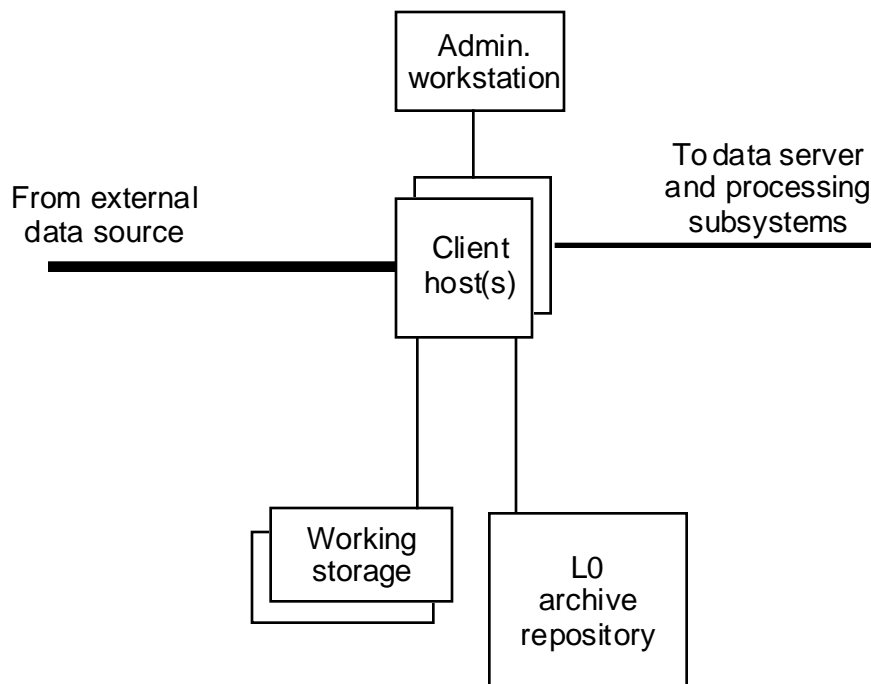 Admin.
workstation
From external
data source
Client
host(s)
To data server
and processing
subsystems
Working
storage
L0
archive
repository